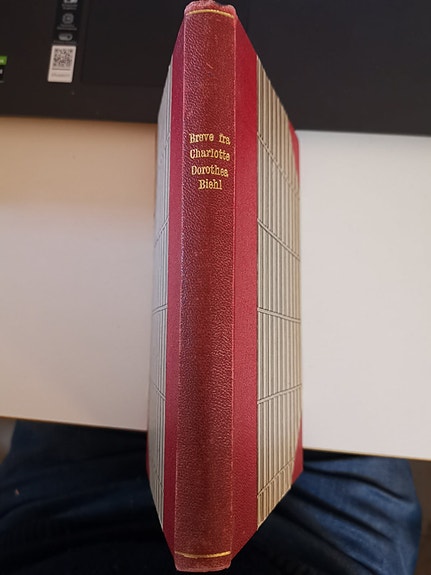 Breve fra
Charlotte
Dorothea
Biehl